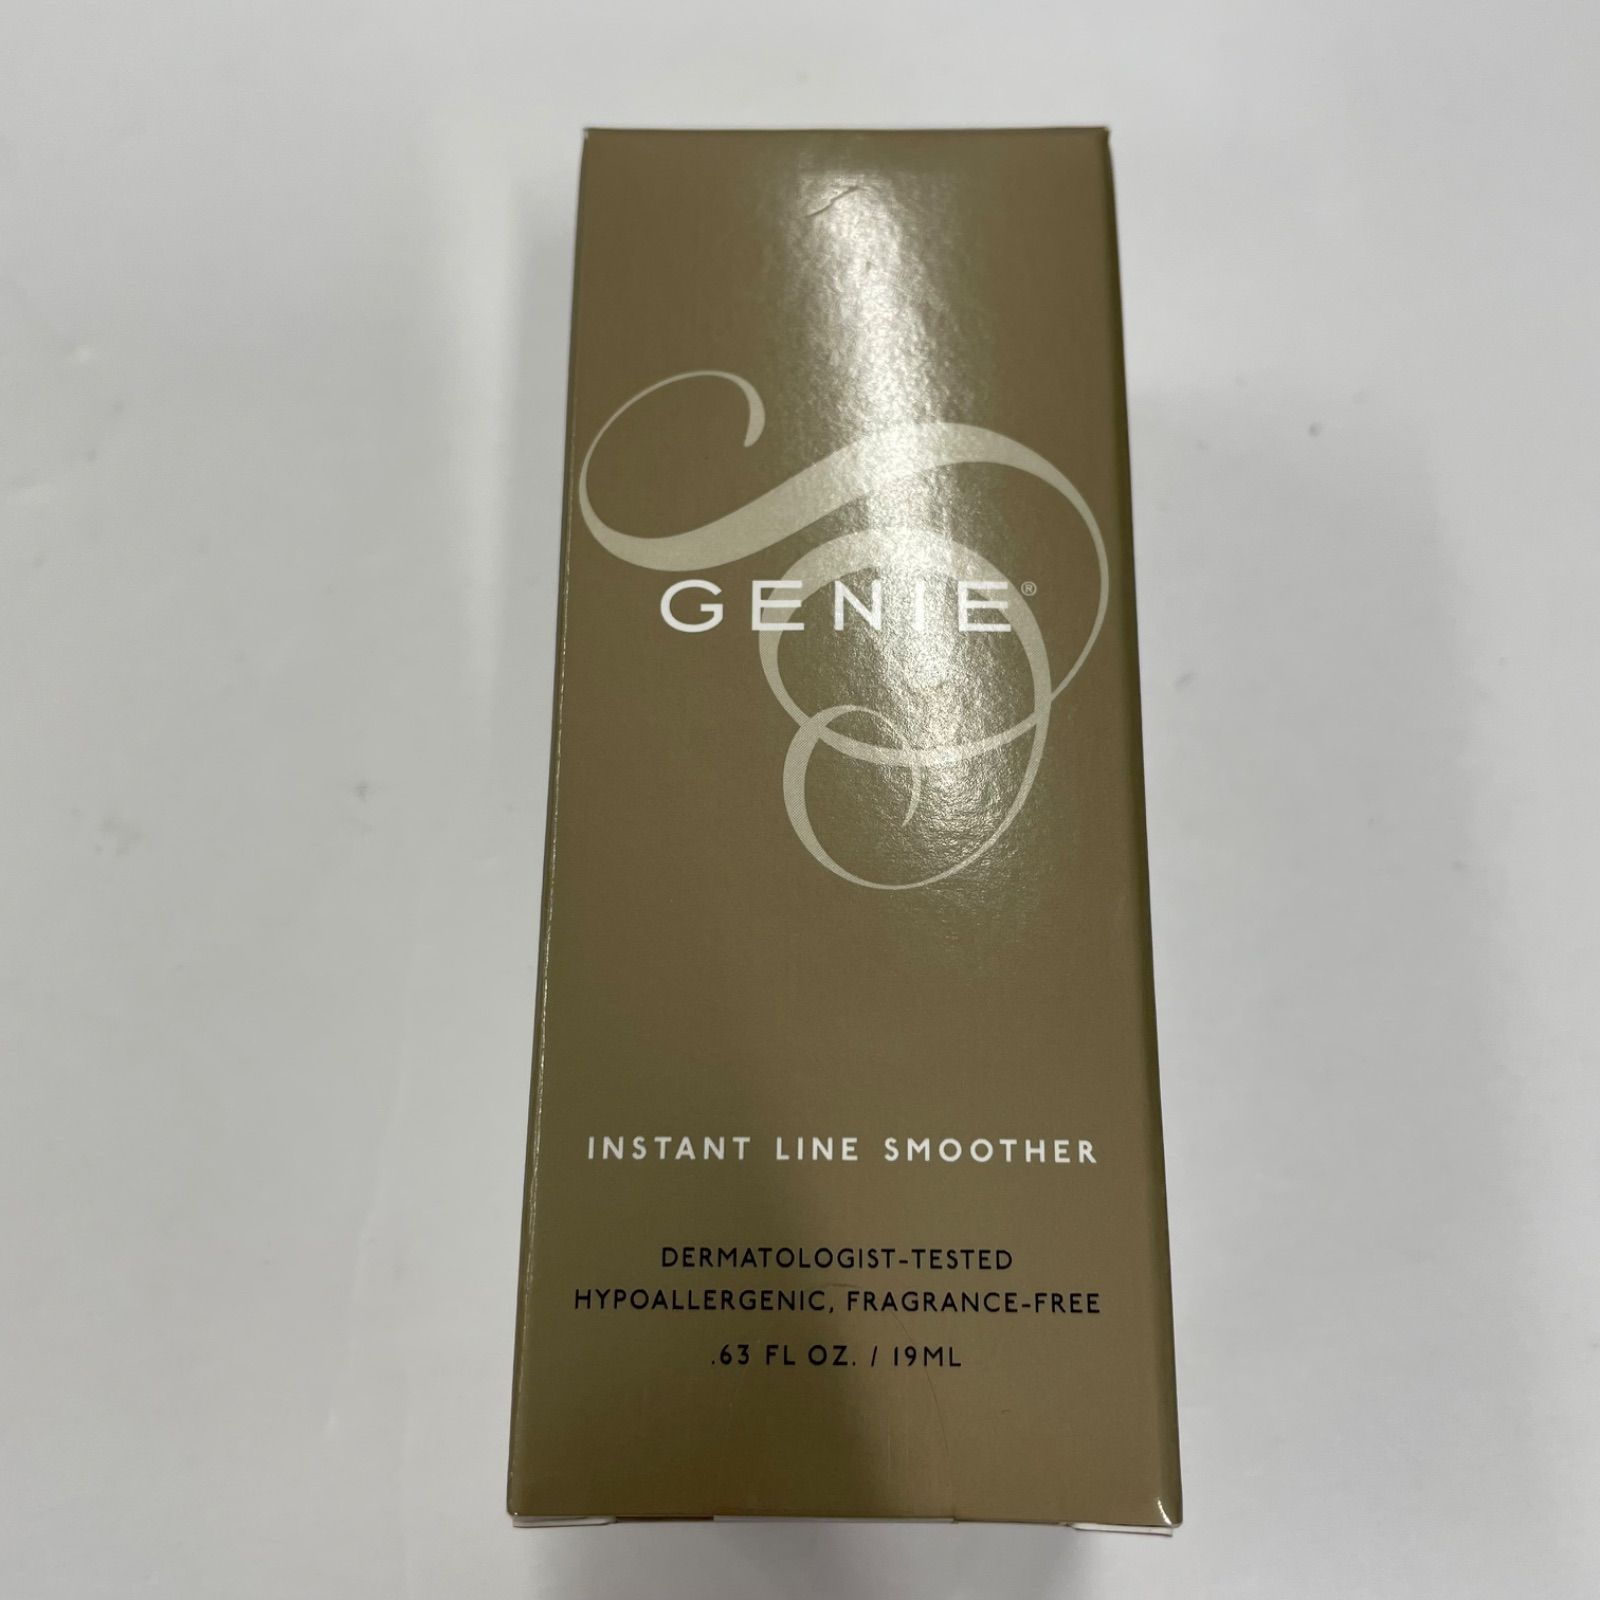 GENIE®
INSTANT LINE SMOOTHER
DERMATOLOGIST-TESTED
HYPOALLERGENIC, FRAGRANCE-FREE
.63 FL OZ. / 19ML